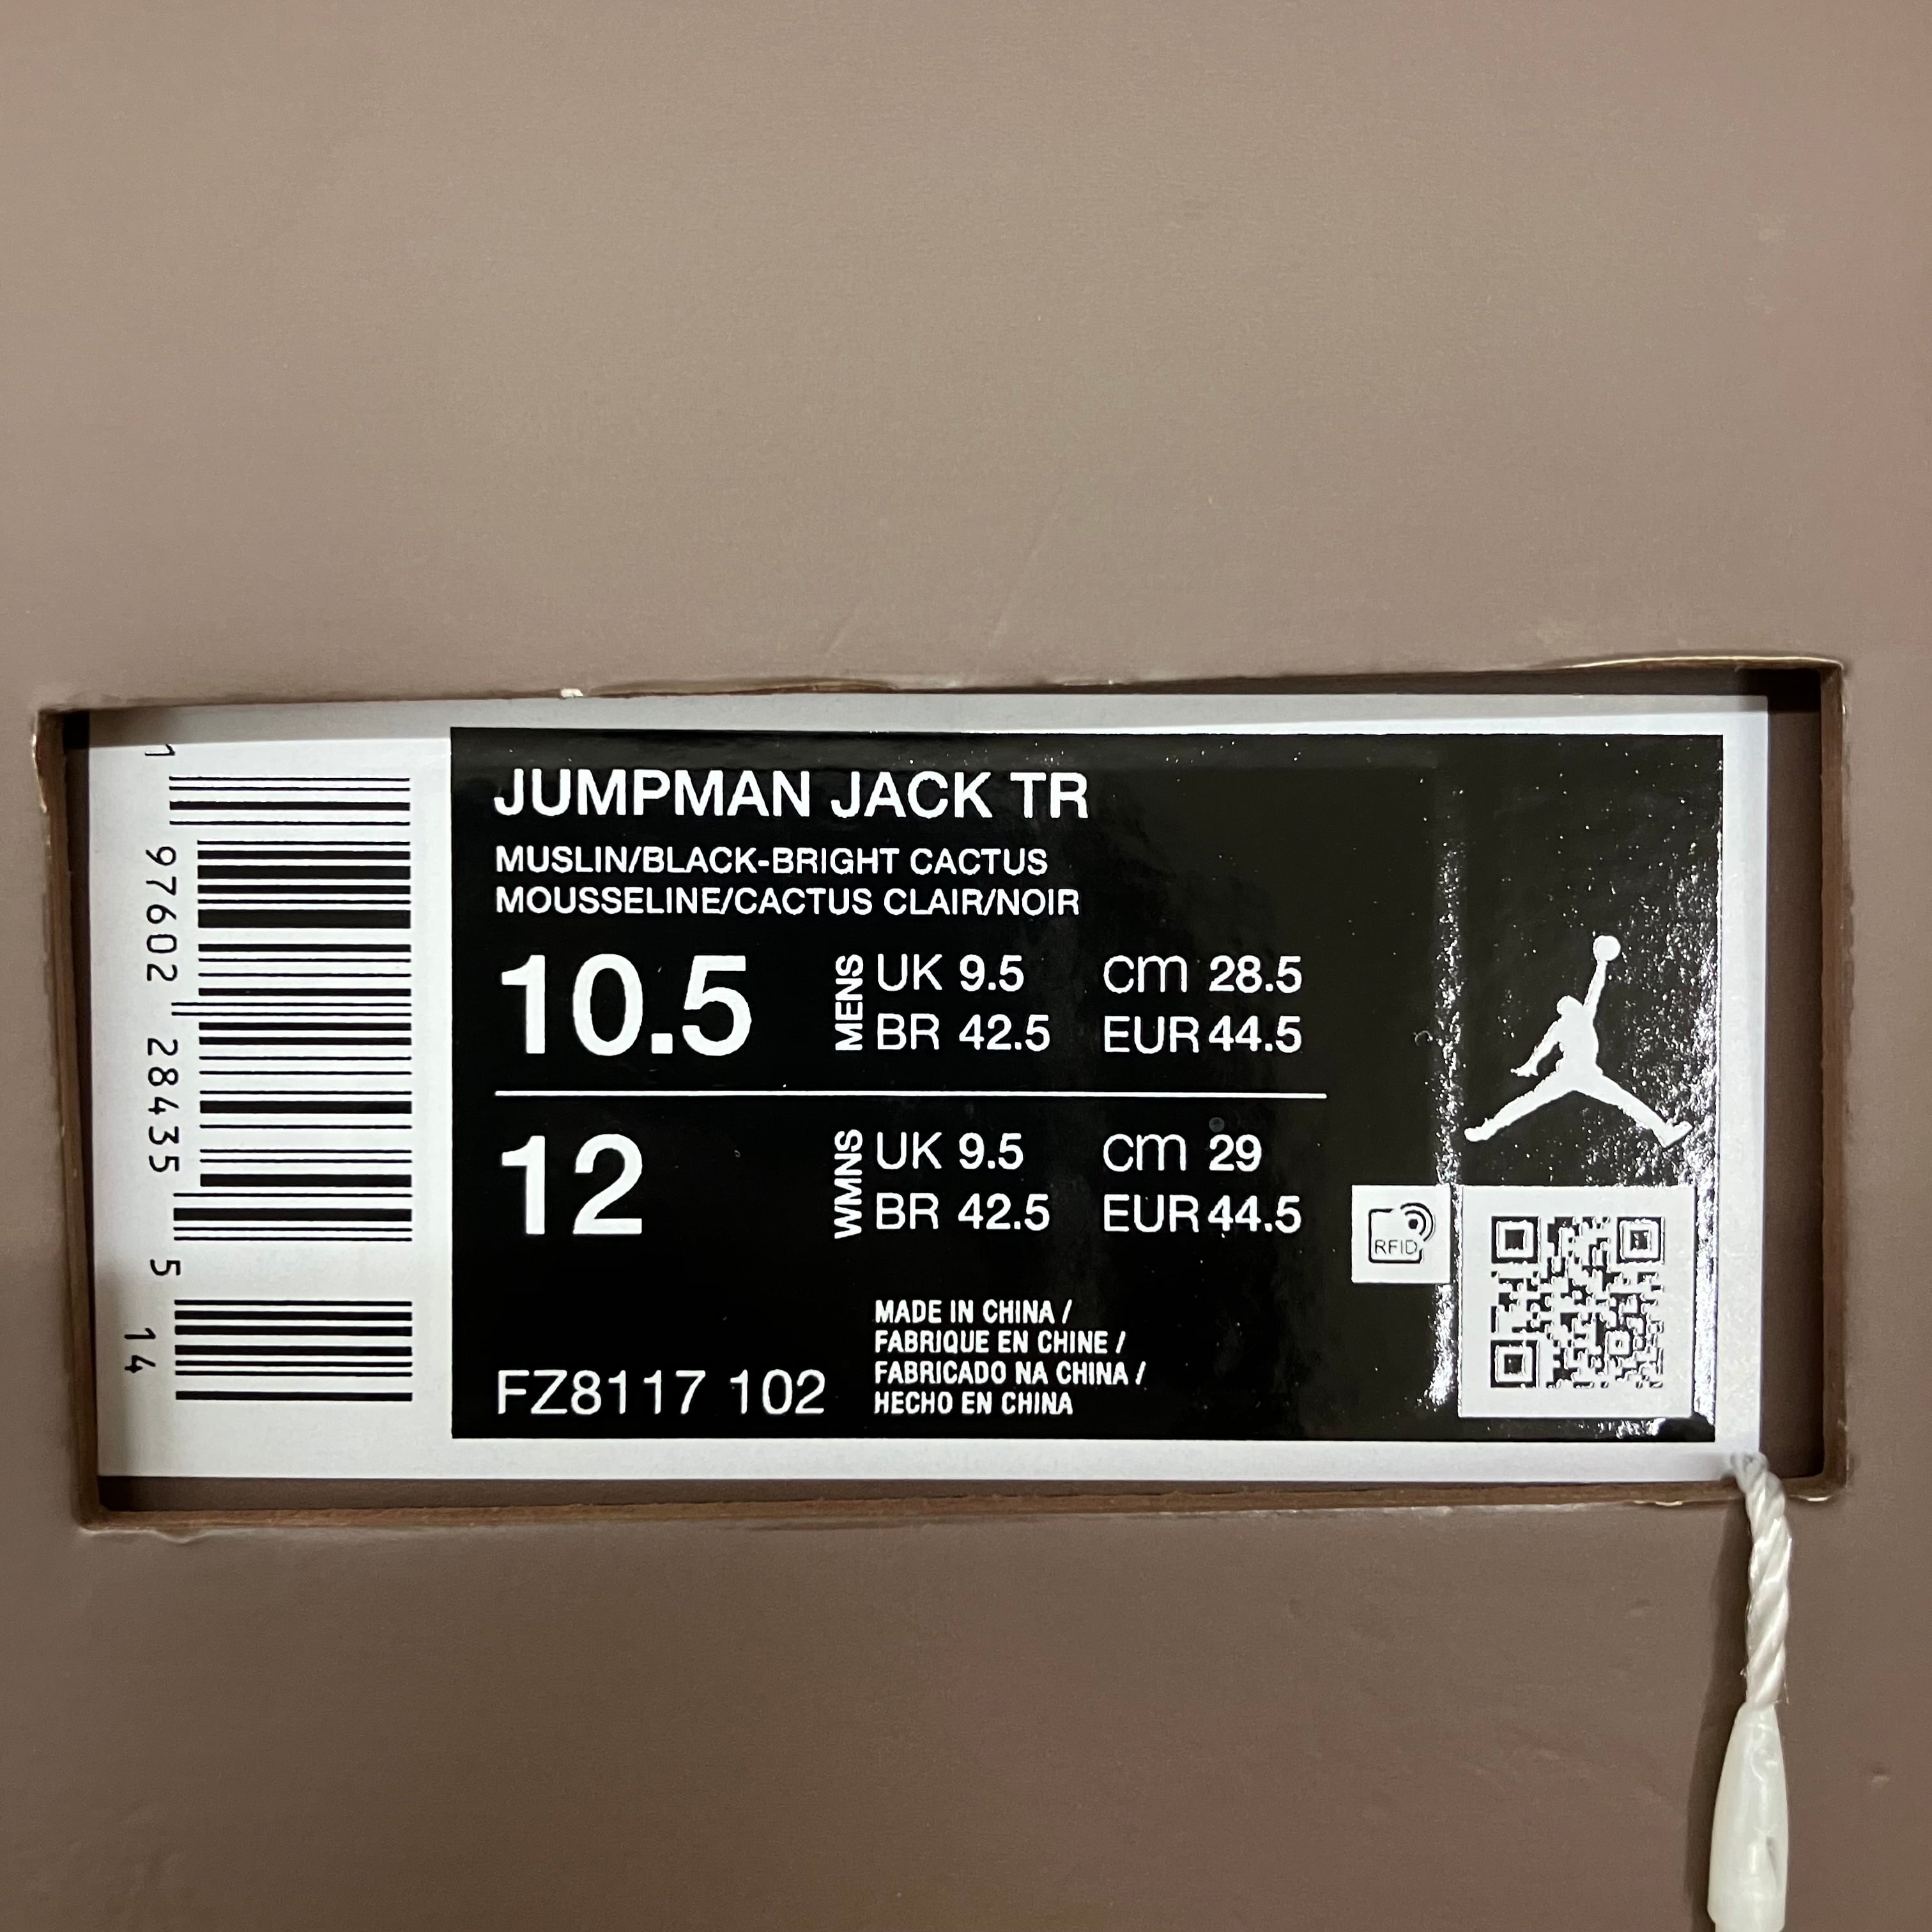 1 97602 28435 5 14
JUMPMAN JACK TR
MUSLIN/BLACK-BRIGHT CACTUS
MOUSSELINE/CACTUS CLAIR/NOIR
10.5 MENS UK 9.5 cm 28.5
BR 42.5 EUR 44.5
12 WMNS UK 9.5 cm 29
BR 42.5 EUR 44.5
RFID
MADE IN CHINA /
FABRIQUE EN CHINE /
FABRICADO NA CHINA /
HECHO EN CHINA
FZ8117 102